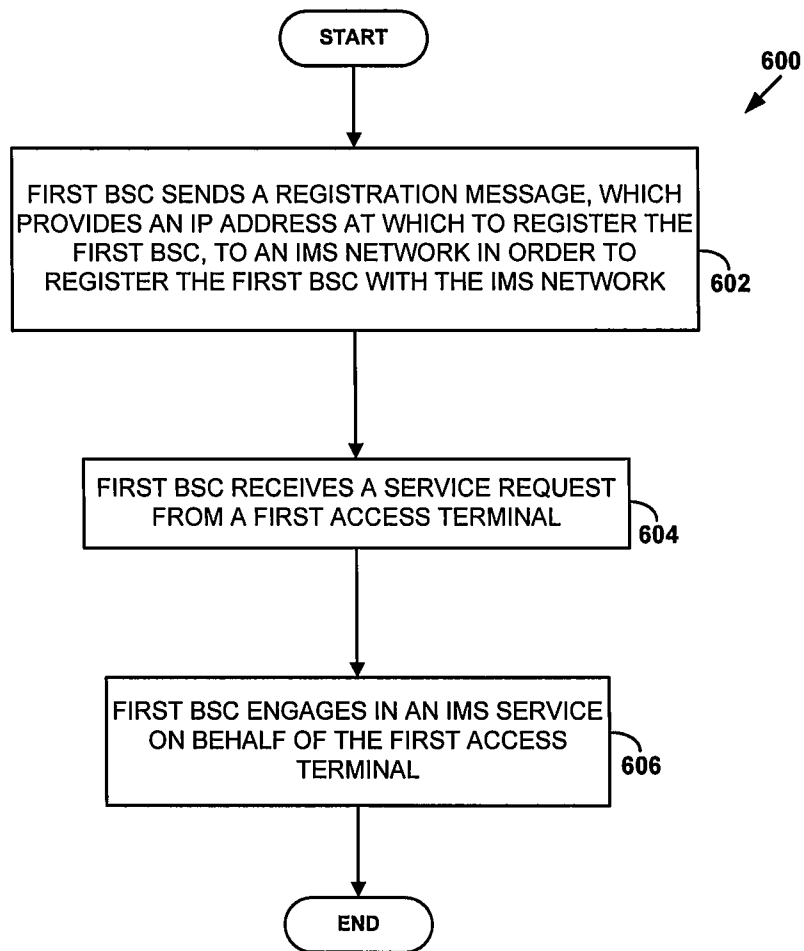 START
600
FIRST BSC SENDS A REGISTRATION MESSAGE, WHICH
PROVIDES AN IP ADDRESS AT WHICH TO REGISTER THE
FIRST BSC, TO AN IMS NETWORK IN ORDER TO
REGISTER THE FIRST BSC WITH THE IMS NETWORK
602
FIRST BSC RECEIVES A SERVICE REQUEST
FROM A FIRST ACCESS TERMINAL
604
FIRST BSC ENGAGES IN AN IMS SERVICE
ON BEHALF OF THE FIRST ACCESS
TERMINAL
606
END